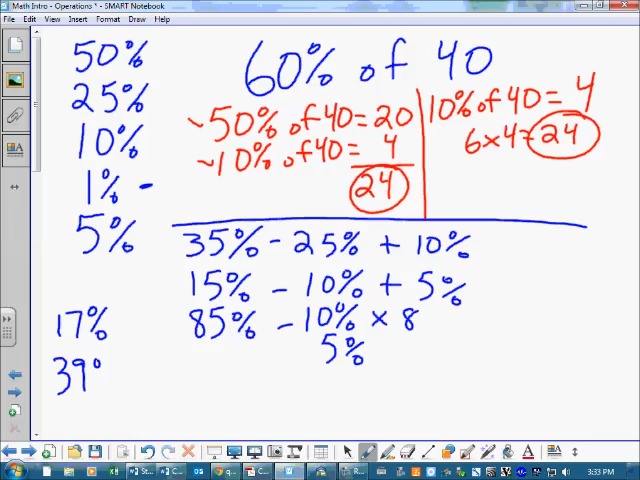 Math Intro - Operations * - SMART Notebook
File Edit View Insert Format Draw Help
50%
25%
10%
1% -
5%
17%
39°
60% of 40
~50% of 40 = 20
~10% of 40 = 4
24
10% of 40 = 4
6 x 4 = 24
35% - 25% + 10%
15% - 10% + 5%
85% - 10% x 8
5%
3:33 PM